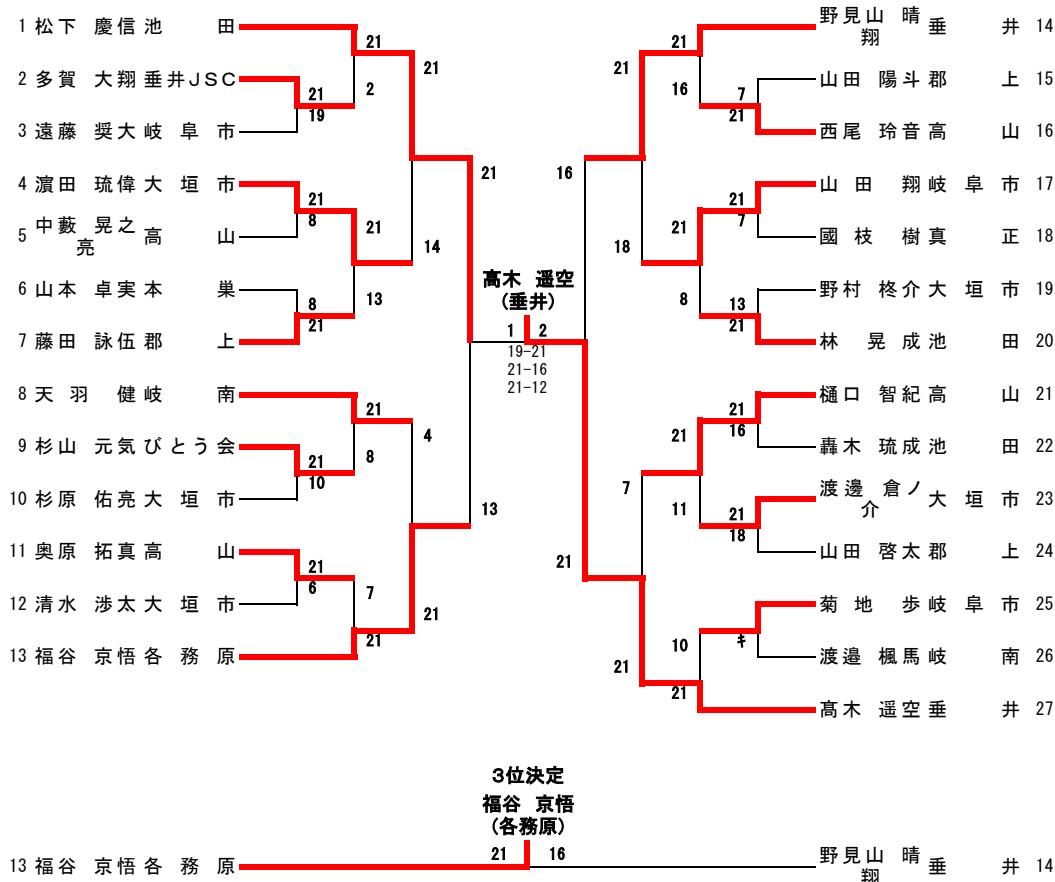 1 松下 慶信 池田
21
2
2 多賀 大翔 垂井JSC
21
19
3 遠藤 奨大 岐阜市
21
4 濵田 琉偉 大垣市
21
8
5 中藪 晃之亮 高山
21
14
6 山本 卓実 本巣
13
8
21
7 藤田 詠伍 郡上
21
8 天羽 健 岐南
21
8
9 杉山 元気 びとう会
21
10
10 杉原 佑亮 大垣市
4
13
11 奥原 拓真 高山
21
6
12 清水 渉太 大垣市
7
21
21
13 福谷 京悟 各務原
髙木 遥空
(垂井)
1 2
19-21
21-16
21-12
野見山 晴翔 垂井 14
21
16
21
山田 陽斗 郡上 15
7
21
西尾 玲音 高山 16
16
山田 翔 岐阜市 17
21
7
21
國枝 樹 真正 18
18
8
野村 柊介 大垣市 19
13
21
林 晃成 池田 20
樋口 智紀 高山 21
21
16
21
轟木 琉成 池田 22
7
11
渡邊 倉ノ介 大垣市 23
21
18
山田 啓太 郡上 24
21
菊地 歩 岐阜市 25
10
キ
渡邉 楓馬 岐南 26
21
21
髙木 遥空 垂井 27
3位決定
福谷 京悟
(各務原)
21 16
13 福谷 京悟 各務原
野見山 晴翔 垂井 14